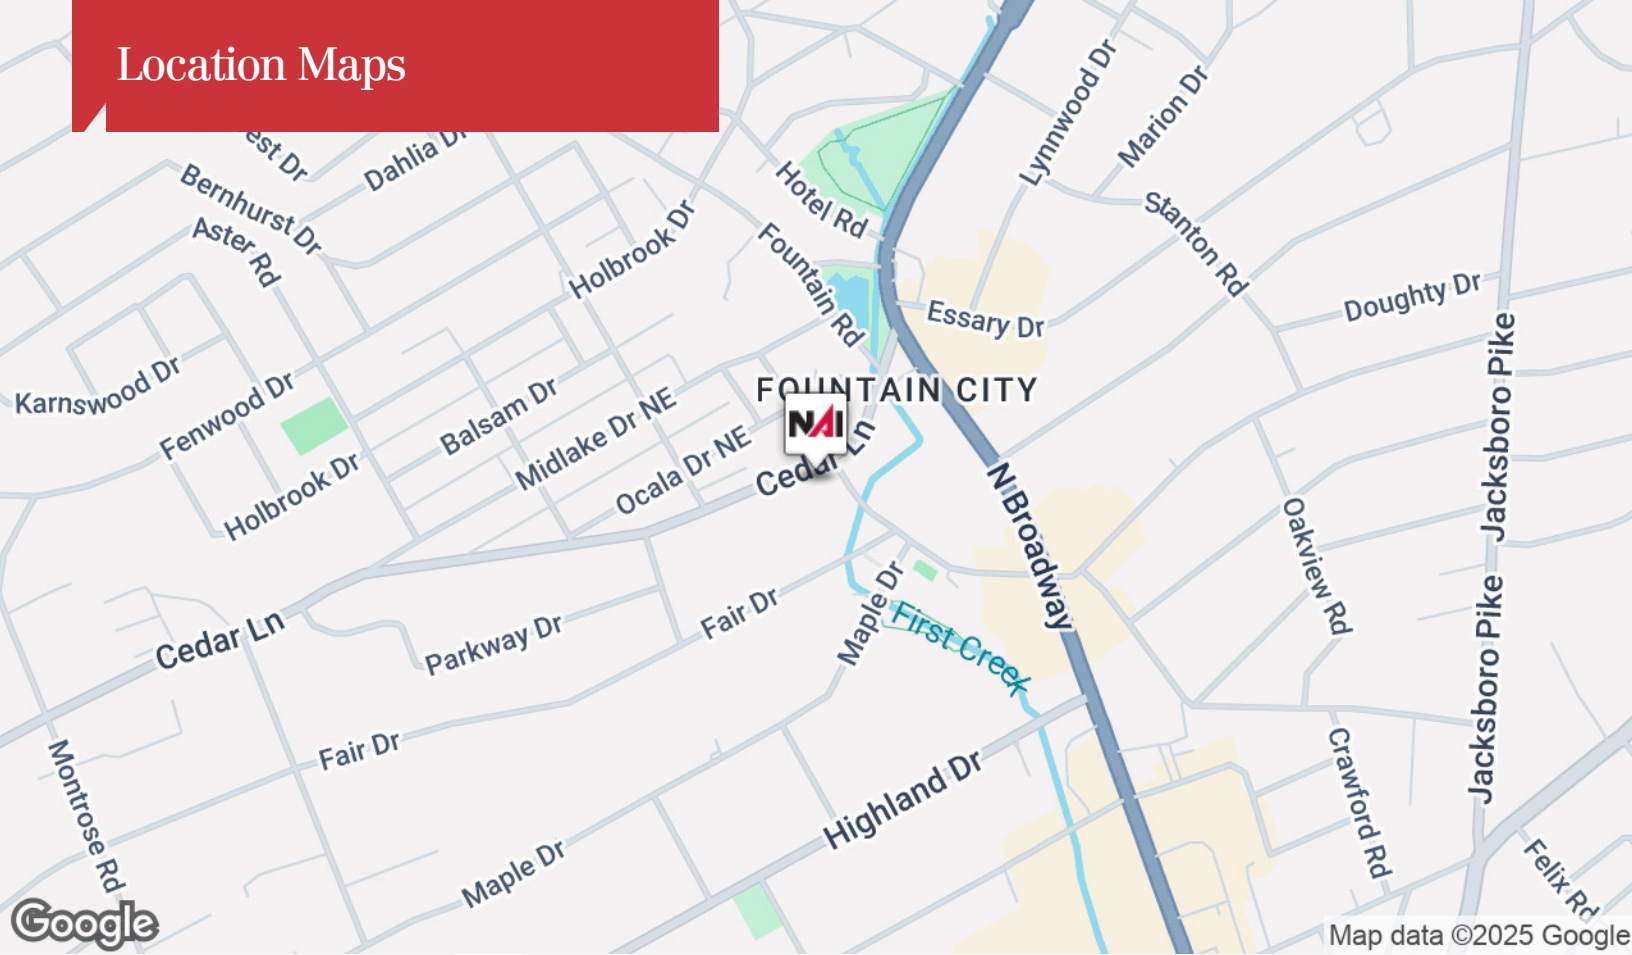 Location Maps
est Dr
Dahlia Dr
Lynnwood Dr
Marion Dr
Bernhurst Dr
Hotel Rd
Aster Rd
Holbrook Dr
Fountain Rd
Stanton Rd
Essary Dr
Doughty Dr
Karnswood Dr
Fenwood Dr
Balsam Dr
Midlake Dr NE
FOUNTAIN CITY
NAI
Jacksboro Pike
Ocala Dr NE
Cedar Ln
Holbrook Dr
N Broadway
Oakview Rd
Cedar Ln
Parkway Dr
Fair Dr
Maple Dr
First Creek
Jacksboro Pike
Fair Dr
Montrose Rd
Highland Dr
Crawford Rd
Maple Dr
Felix Rd
Google
Map data ©2025 Google